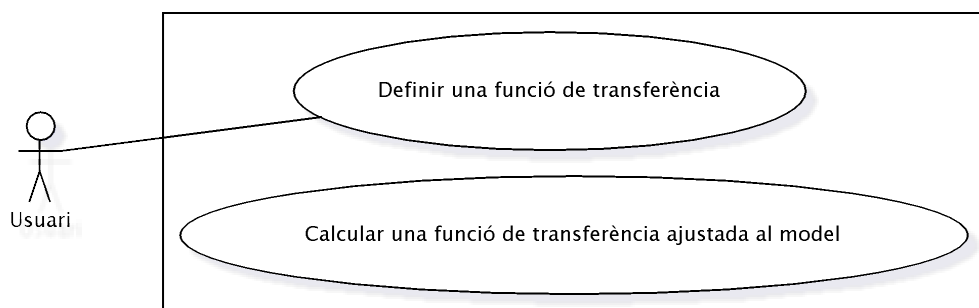 Definir una funció de transferència
Usuari
Calcular una funció de transferència ajustada al model